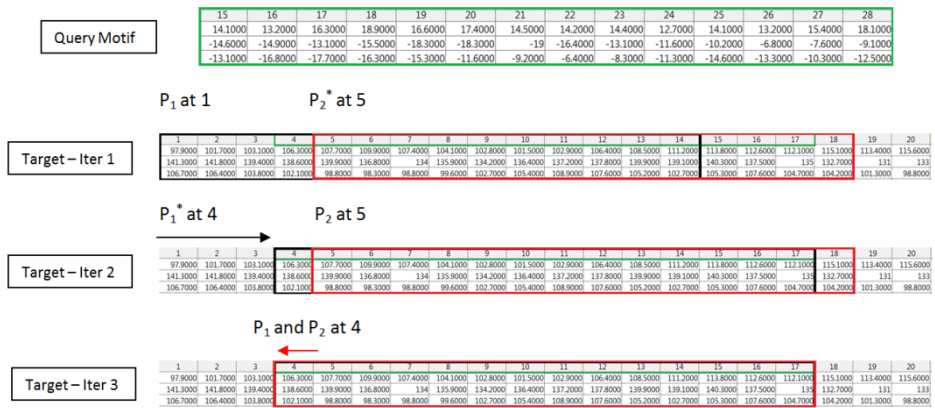 15 16 17 18 19 20 21 22 23 24 25 26 27 28
Query Motif
14.1000 13.2000 16.3000 18.9000 16.6000 17.4000 14.5000 14.2000 14.4000 12.7000 14.1000 13.2000 15.4000 18.1000
-14.6000 -14.9000 -13.1000 -15.5000 -18.3000 -18.3000 -19 -16.4000 -13.1000 -11.6000 -10.2000 -6.8000 -7.6000 -9.1000
-13.1000 -16.8000 -17.7000 -16.3000 -15.3000 -11.6000 -9.2000 -6.4000 -8.3000 -11.3000 -14.6000 -13.3000 -10.3000 -12.5000
P1 at 1 P2* at 5
1 2 3 4 5 6 7 8 9 10 11 12 13 14 15 16 17 18 19 20
Target – Iter 1
97.9000 101.7000 103.1000 106.3000 107.7000 109.9000 107.4000 104.1000 102.8000 101.5000 102.9000 106.4000 108.5000 111.2000 113.8000 112.6000 112.1000 115.1000 113.4000 115.6000
141.3000 141.8000 139.4000 138.6000 139.9000 136.8000 134 135.9000 134.2000 136.4000 137.2000 137.8000 139.9000 139.1000 140.3000 137.5000 135 132.7000 131 133
106.7000 106.4000 103.8000 102.1000 98.8000 98.3000 98.8000 99.6000 102.7000 105.4000 108.9000 107.6000 105.2000 102.7000 105.3000 107.6000 104.7000 104.2000 101.3000 98.8000
P1* at 4 P2 at 5
1 2 3 4 5 6 7 8 9 10 11 12 13 14 15 16 17 18 19 20
Target – Iter 2
97.9000 101.7000 103.1000 106.3000 107.7000 109.9000 107.4000 104.1000 102.8000 101.5000 102.9000 106.4000 108.5000 111.2000 113.8000 112.6000 112.1000 115.1000 113.4000 115.6000
141.3000 141.8000 139.4000 138.6000 139.9000 136.8000 134 135.9000 134.2000 136.4000 137.2000 137.8000 139.9000 139.1000 140.3000 137.5000 135 132.7000 131 133
106.7000 106.4000 103.8000 102.1000 98.8000 98.3000 98.8000 99.6000 102.7000 105.4000 108.9000 107.6000 105.2000 102.7000 105.3000 107.6000 104.7000 104.2000 101.3000 98.8000
P1 and P2 at 4
1 2 3 4 5 6 7 8 9 10 11 12 13 14 15 16 17 18 19 20
Target – Iter 3
97.9000 101.7000 103.1000 106.3000 107.7000 109.9000 107.4000 104.1000 102.8000 101.5000 102.9000 106.4000 108.5000 111.2000 113.8000 112.6000 112.1000 115.1000 113.4000 115.6000
141.3000 141.8000 139.4000 138.6000 139.9000 136.8000 134 135.9000 134.2000 136.4000 137.2000 137.8000 139.9000 139.1000 140.3000 137.5000 135 132.7000 131 133
106.7000 106.4000 103.8000 102.1000 98.8000 98.3000 98.8000 99.6000 102.7000 105.4000 108.9000 107.6000 105.2000 102.7000 105.3000 107.6000 104.7000 104.2000 101.3000 98.8000